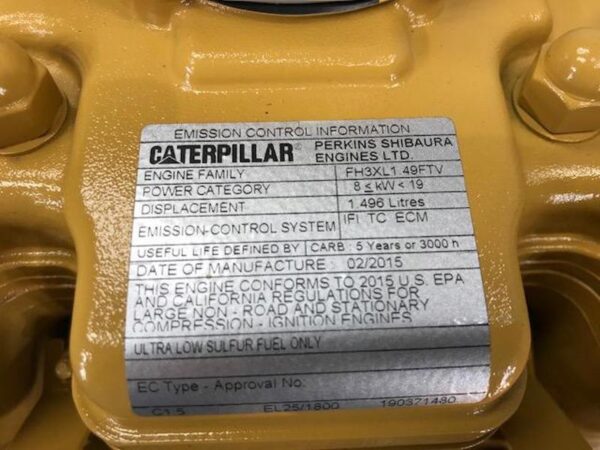 EMISSION CONTROL INFORMATION
CATERPILLAR PERKINS SHIBAURA
ENGINES LTD.
ENGINE FAMILY FH3XL1.49FTV
POWER CATEGORY 8 ≤ kW < 19
DISPLACEMENT 1.496 Litres
EMISSION-CONTROL SYSTEM IFI TC ECM
USEFUL LIFE DEFINED BY CARB : 5 Years or 3000 h
DATE OF MANUFACTURE : 02/2015
THIS ENGINE CONFORMS TO 2015 U.S. EPA
AND CALIFORNIA REGULATIONS FOR
LARGE NON - ROAD AND STATIONARY
COMPRESSION - IGNITION ENGINES
ULTRA LOW SULFUR FUEL ONLY
EC Type - Approval No:
C1.5 EL25/1800 190371480